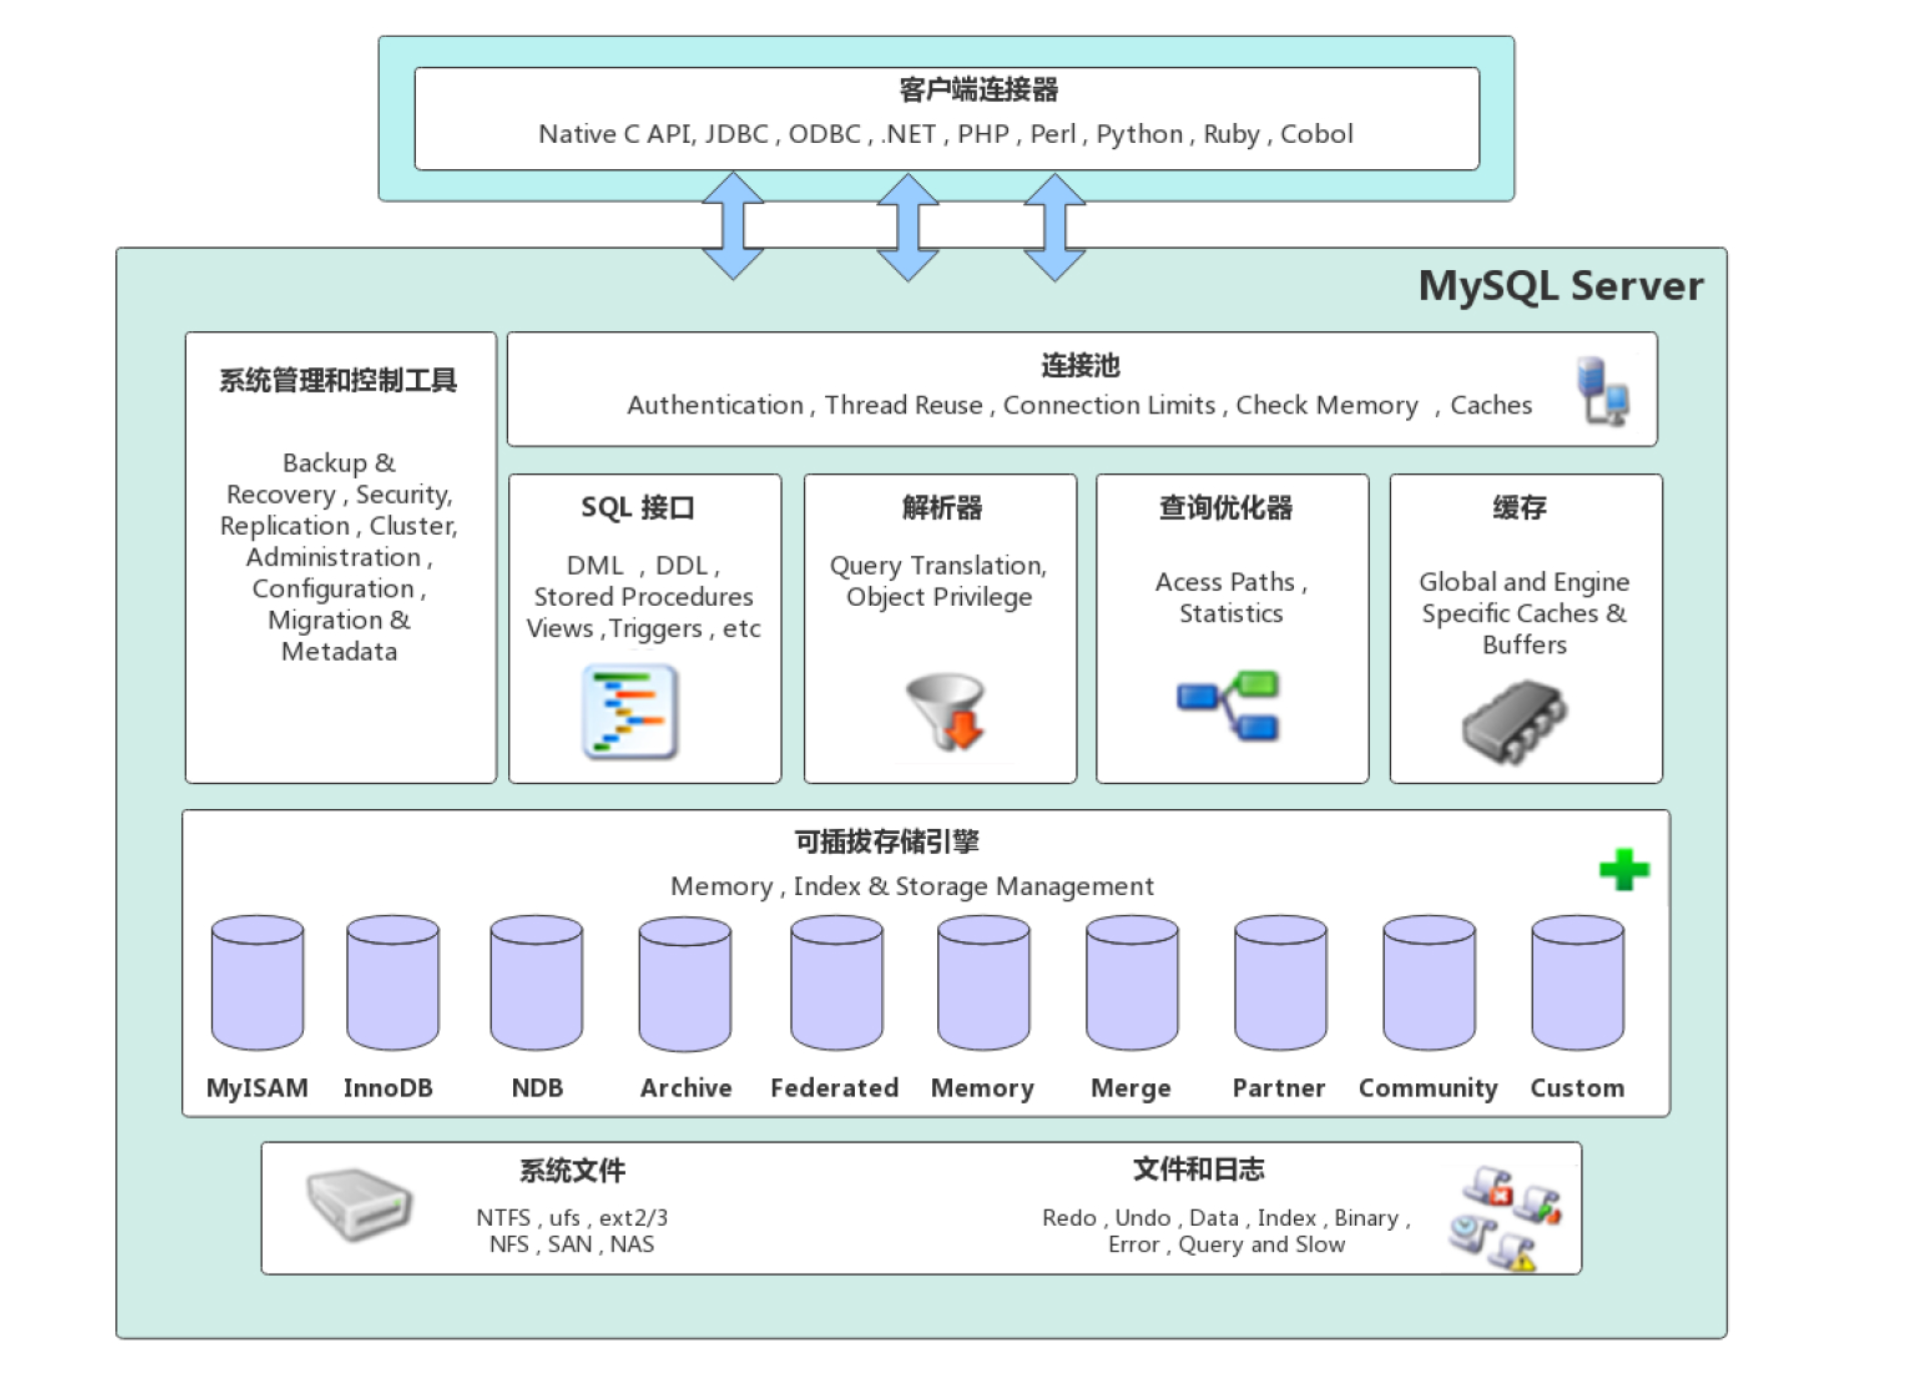 客户端连接器
Native C API, JDBC , ODBC , .NET , PHP , Perl , Python , Ruby , Cobol
MySQL Server
系统管理和控制工具
Backup &
Recovery , Security,
Replication , Cluster,
Administration ,
Configuration ,
Migration &
Metadata
连接池
Authentication , Thread Reuse , Connection Limits , Check Memory , Caches
SQL 接口
DML , DDL ,
Stored Procedures
Views ,Triggers , etc
解析器
Query Translation,
Object Privilege
查询优化器
Acess Paths ,
Statistics
缓存
Global and Engine
Specific Caches &
Buffers
可插拔存储引擎
Memory , Index & Storage Management
MyISAM InnoDB NDB Archive Federated Memory Merge Partner Community Custom
系统文件
NTFS , ufs , ext2/3
NFS , SAN , NAS
文件和日志
Redo , Undo , Data , Index , Binary ,
Error , Query and Slow